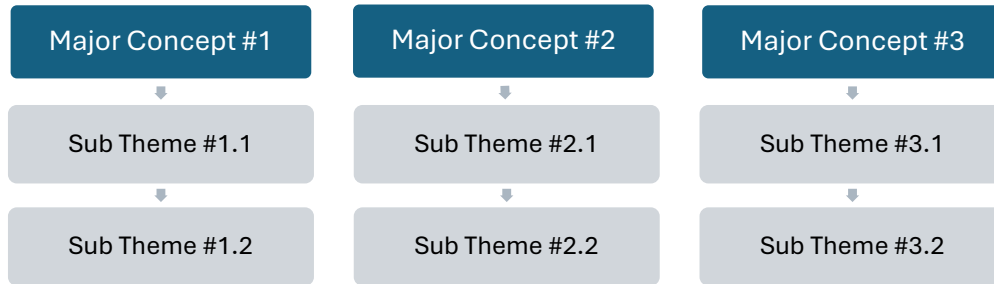 Major Concept #1
Major Concept #2
Major Concept #3
Sub Theme #1.1
Sub Theme #2.1
Sub Theme #3.1
Sub Theme #1.2
Sub Theme #2.2
Sub Theme #3.2